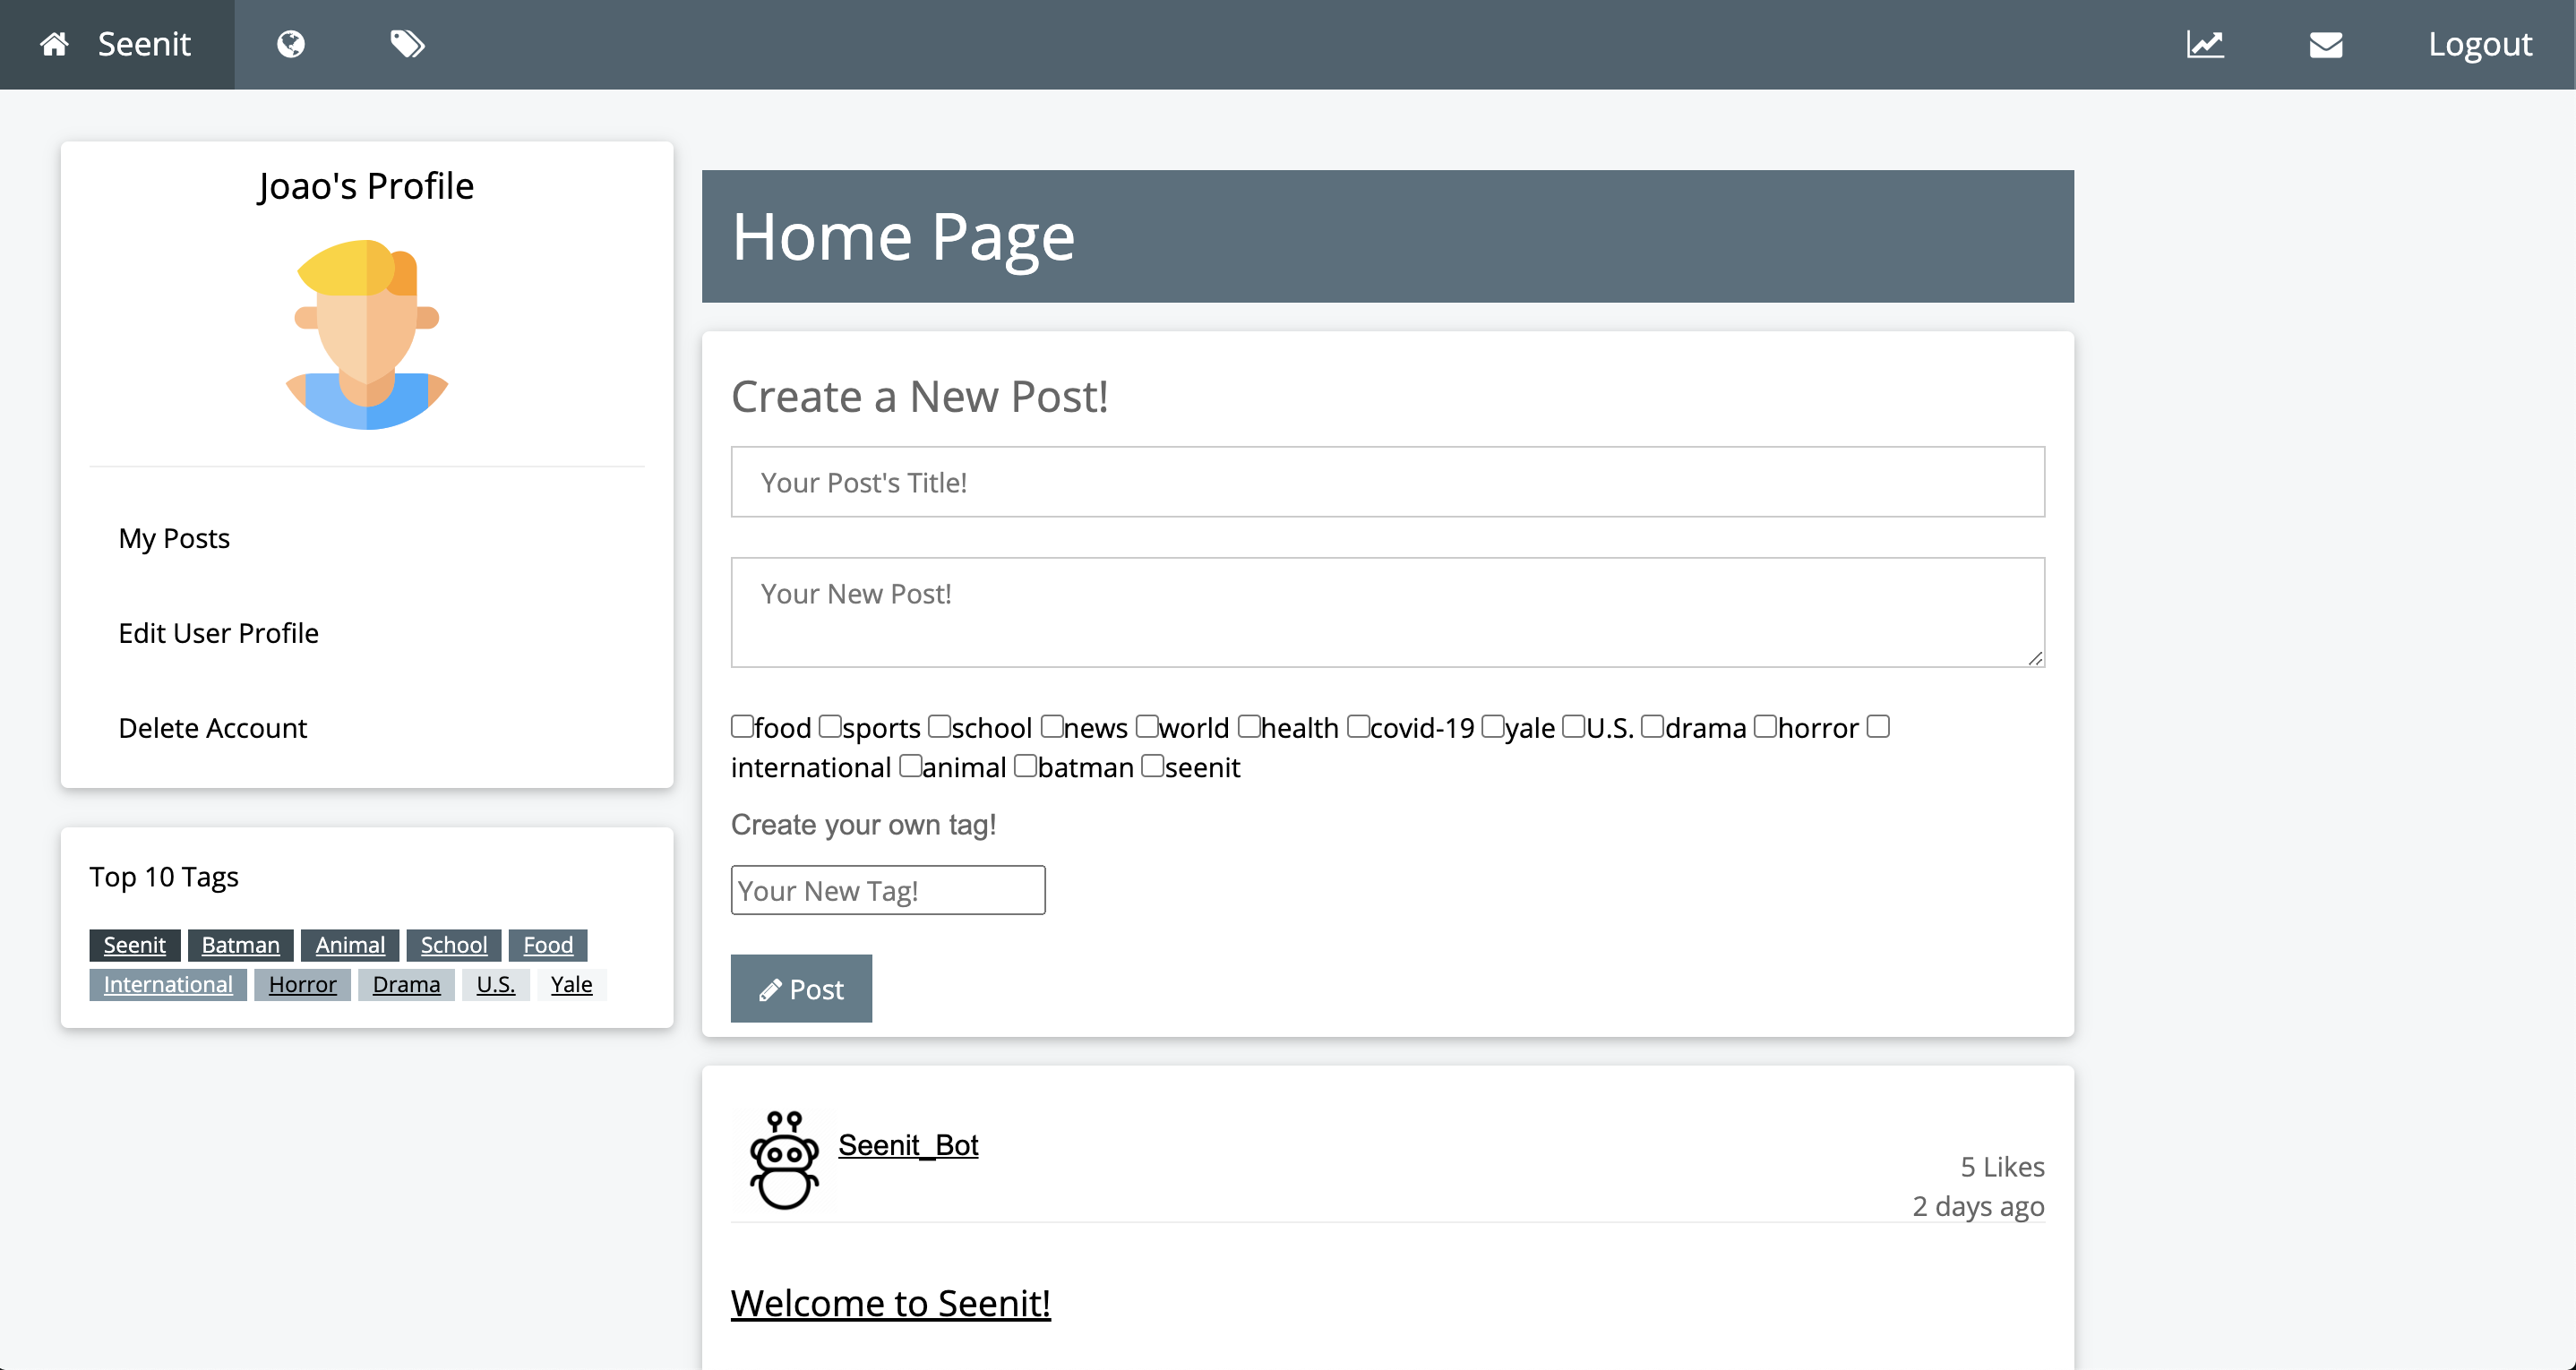 Seenit
Logout
Joao's Profile
My Posts
Edit User Profile
Delete Account
Top 10 Tags
Seenit Batman Animal School Food
International Horror Drama U.S. Yale
Home Page
Create a New Post!
Your Post's Title!
Your New Post!
food sports school news world health covid-19 yale U.S. drama horror
international animal batman seenit
Create your own tag!
Your New Tag!
Post
Seenit_Bot
5 Likes
2 days ago
Welcome to Seenit!